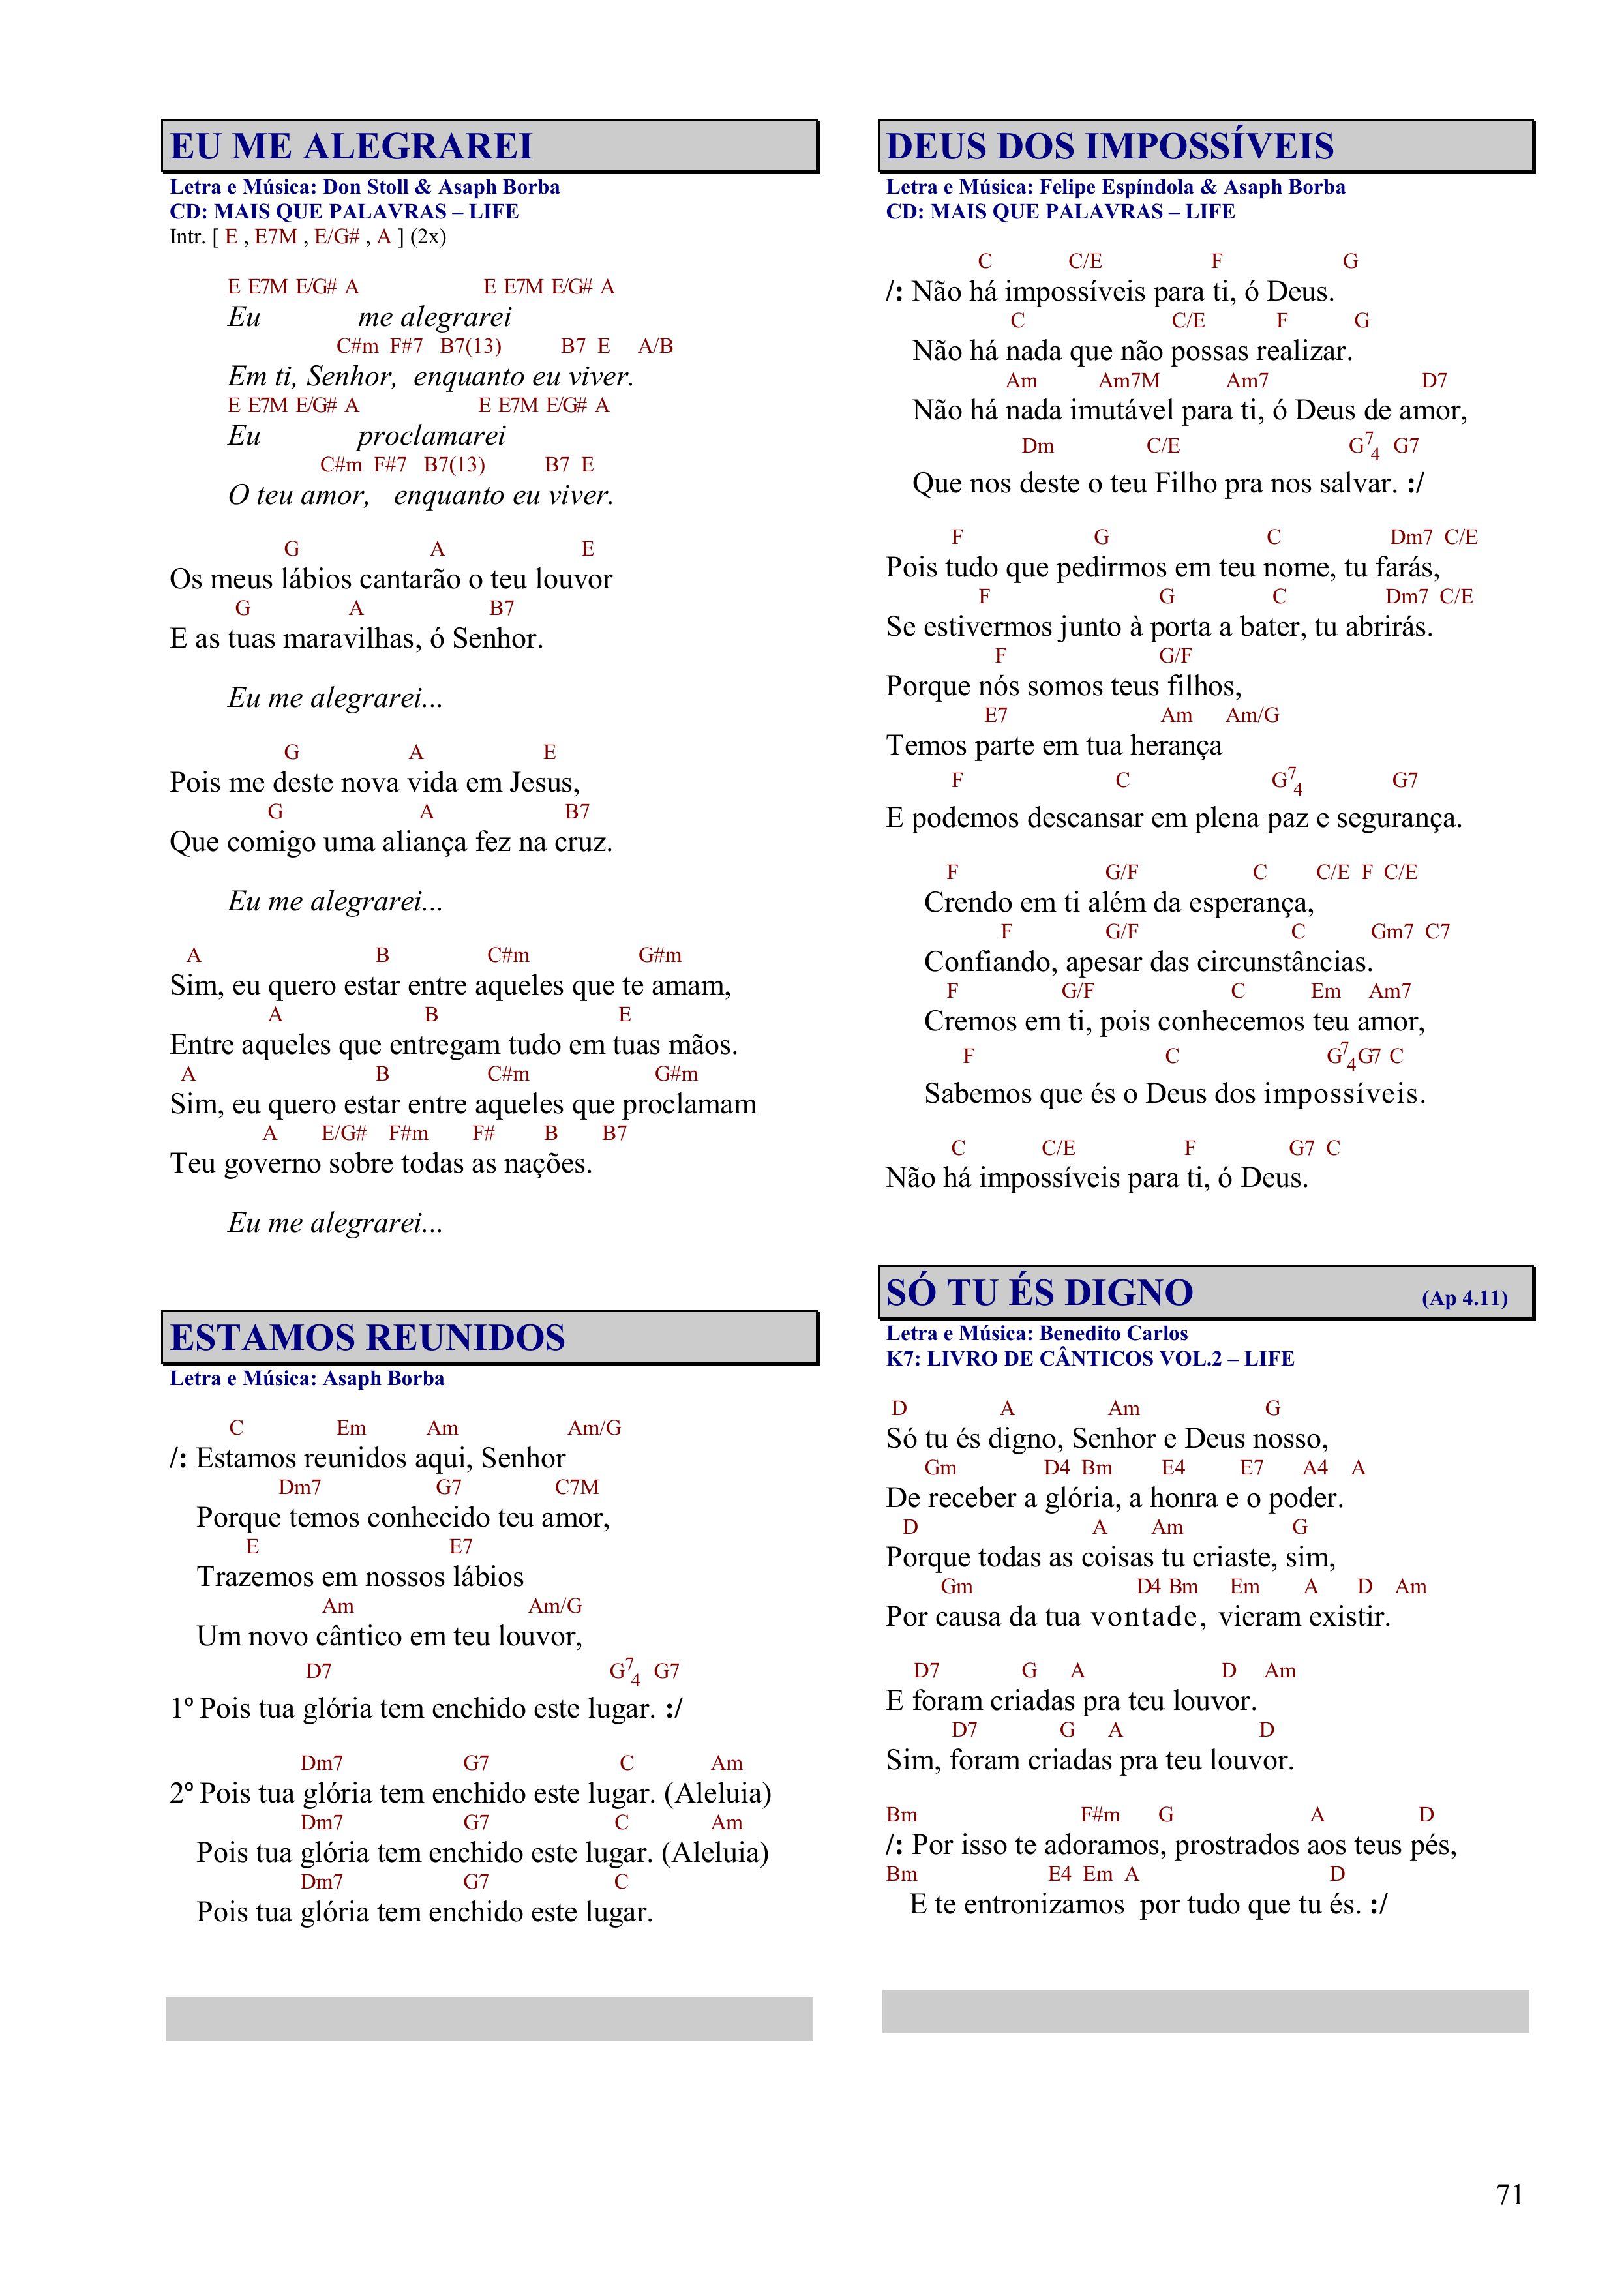 EU ME ALEGRAREI
Letra e Música: Don Stoll & Asaph Borba
CD: MAIS QUE PALAVRAS – LIFE
Intr. [ E , E7M , E/G# , A ] (2x)
E E7M E/G# A E E7M E/G# A
Eu me alegrarei
C#m F#7 B7(13) B7 E A/B
Em ti, Senhor, enquanto eu viver.
E E7M E/G# A E E7M E/G# A
Eu proclamarei
C#m F#7 B7(13) B7 E
O teu amor, enquanto eu viver.
G A E
Os meus lábios cantarão o teu louvor
G A B7
E as tuas maravilhas, ó Senhor.
Eu me alegrarei...
G A E
Pois me deste nova vida em Jesus,
G A B7
Que comigo uma aliança fez na cruz.
Eu me alegrarei...
A B C#m G#m
Sim, eu quero estar entre aqueles que te amam,
A B E
Entre aqueles que entregam tudo em tuas mãos.
A B C#m G#m
Sim, eu quero estar entre aqueles que proclamam
A E/G# F#m F# B B7
Teu governo sobre todas as nações.
Eu me alegrarei...
ESTAMOS REUNIDOS
Letra e Música: Asaph Borba
C Em Am Am/G
/: Estamos reunidos aqui, Senhor
Dm7 G7 C7M
Porque temos conhecido teu amor,
E E7
Trazemos em nossos lábios
Am Am/G
Um novo cântico em teu louvor,
D7 G74 G7
1º Pois tua glória tem enchido este lugar. :/
Dm7 G7 C Am
2º Pois tua glória tem enchido este lugar. (Aleluia)
Dm7 G7 C Am
Pois tua glória tem enchido este lugar. (Aleluia)
Dm7 G7 C
Pois tua glória tem enchido este lugar.
DEUS DOS IMPOSSÍVEIS
Letra e Música: Felipe Espíndola & Asaph Borba
CD: MAIS QUE PALAVRAS – LIFE
C C/E F G
/: Não há impossíveis para ti, ó Deus.
C C/E F G
Não há nada que não possas realizar.
Am Am7M Am7 D7
Não há nada imutável para ti, ó Deus de amor,
Dm C/E G74 G7
Que nos deste o teu Filho pra nos salvar. :/
F G C Dm7 C/E
Pois tudo que pedirmos em teu nome, tu farás,
F G C Dm7 C/E
Se estivermos junto à porta a bater, tu abrirás.
F G/F
Porque nós somos teus filhos,
E7 Am Am/G
Temos parte em tua herança
F C G74 G7
E podemos descansar em plena paz e segurança.
F G/F C C/E F C/E
Crendo em ti além da esperança,
F G/F C Gm7 C7
Confiando, apesar das circunstâncias.
F G/F C Em Am7
Cremos em ti, pois conhecemos teu amor,
F C G74 G7 C
Sabemos que és o Deus dos impossíveis.
C C/E F G7 C
Não há impossíveis para ti, ó Deus.
SÓ TU ÉS DIGNO (Ap 4.11)
Letra e Música: Benedito Carlos
K7: LIVRO DE CÂNTICOS VOL.2 – LIFE
D A Am G
Só tu és digno, Senhor e Deus nosso,
Gm D4 Bm E4 E7 A4 A
De receber a glória, a honra e o poder.
D A Am G
Porque todas as coisas tu criaste, sim,
Gm D4 Bm Em A D Am
Por causa da tua vontade, vieram existir.
D7 G A D Am
E foram criadas pra teu louvor.
D7 G A D
Sim, foram criadas pra teu louvor.
Bm F#m G A D
/: Por isso te adoramos, prostrados aos teus pés,
Bm E4 Em A D
E te entronizamos por tudo que tu és. :/
71